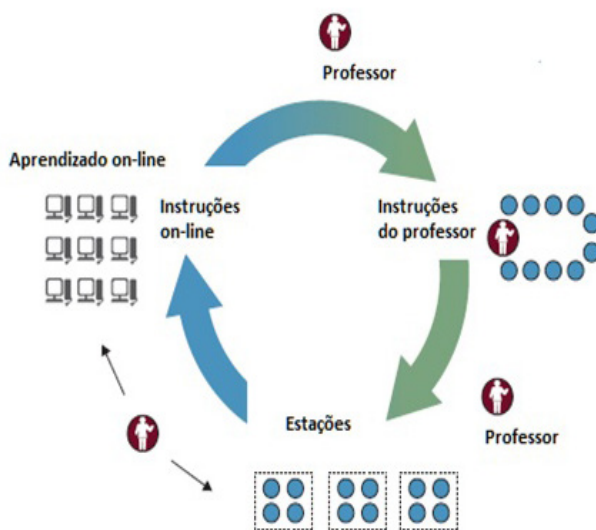 Professor
Aprendizado on-line
Instruções
on-line
Instruções
do professor
Estações
Professor